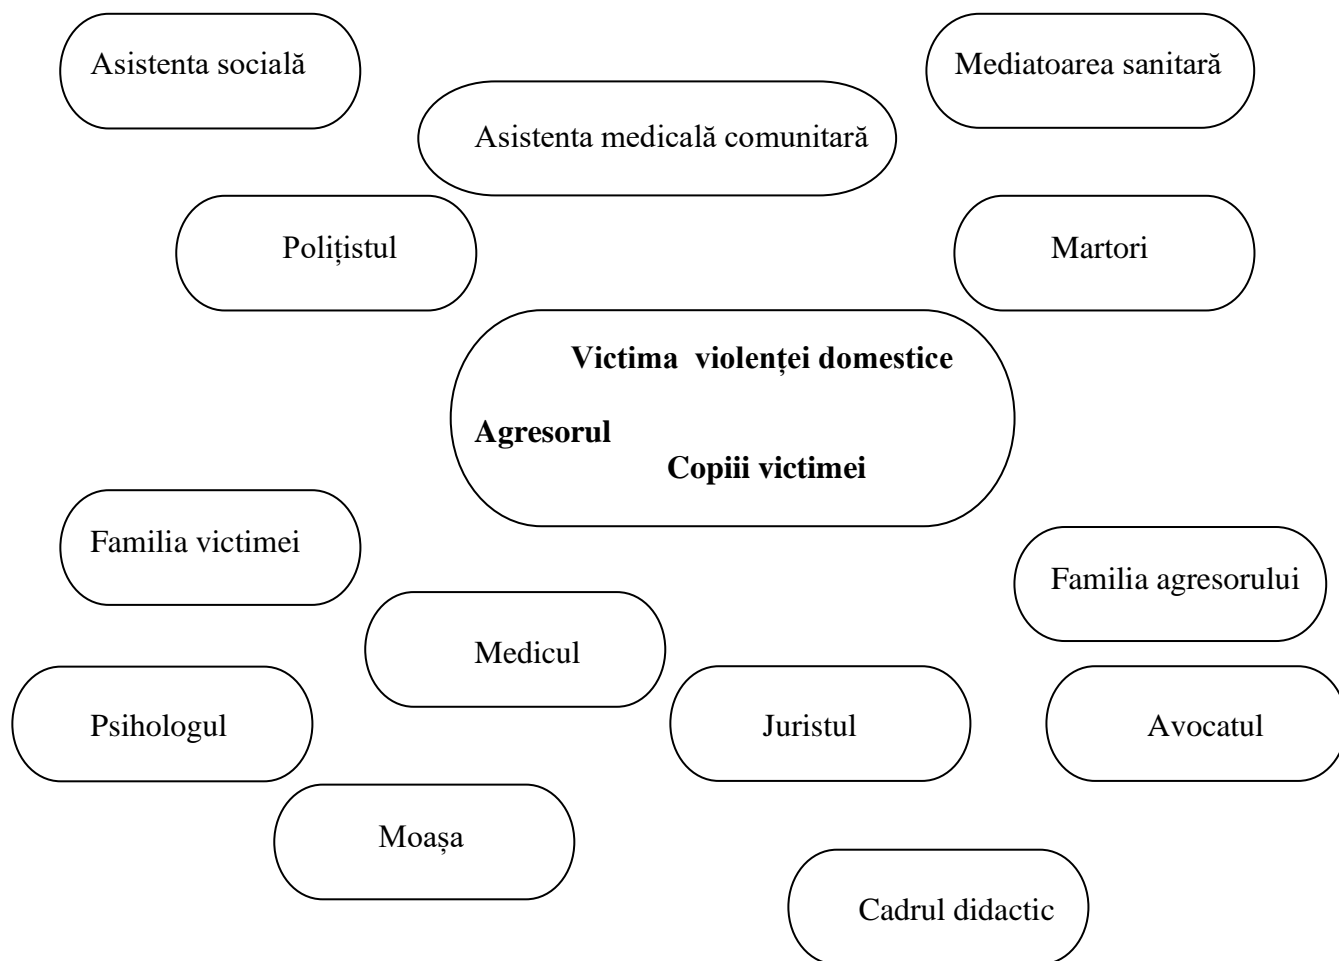 Asistenta socială
Mediatoarea sanitară
Asistenta medicală comunitară
Polițistul
Martori
Victima violenței domestice
Agresorul
Copiii victimei
Familia victimei
Familia agresorului
Medicul
Psihologul
Juristul
Avocatul
Moașa
Cadrul didactic